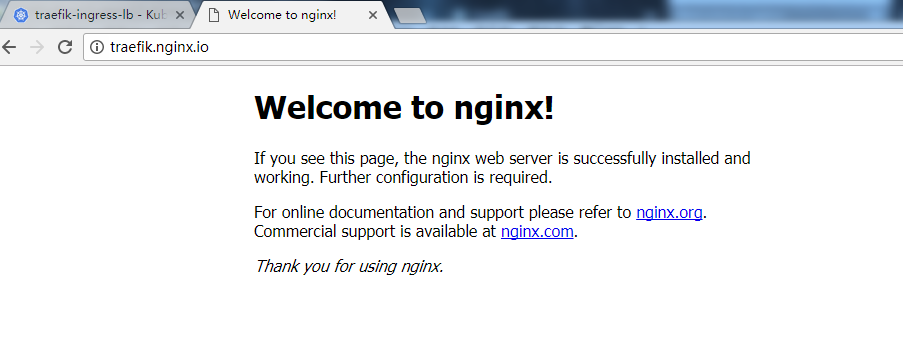 traefik-ingress-lb - Kub
Welcome to nginx!
traefik.nginx.io
Welcome to nginx!
If you see this page, the nginx web server is successfully installed and
working. Further configuration is required.
For online documentation and support please refer to nginx.org.
Commercial support is available at nginx.com.
Thank you for using nginx.